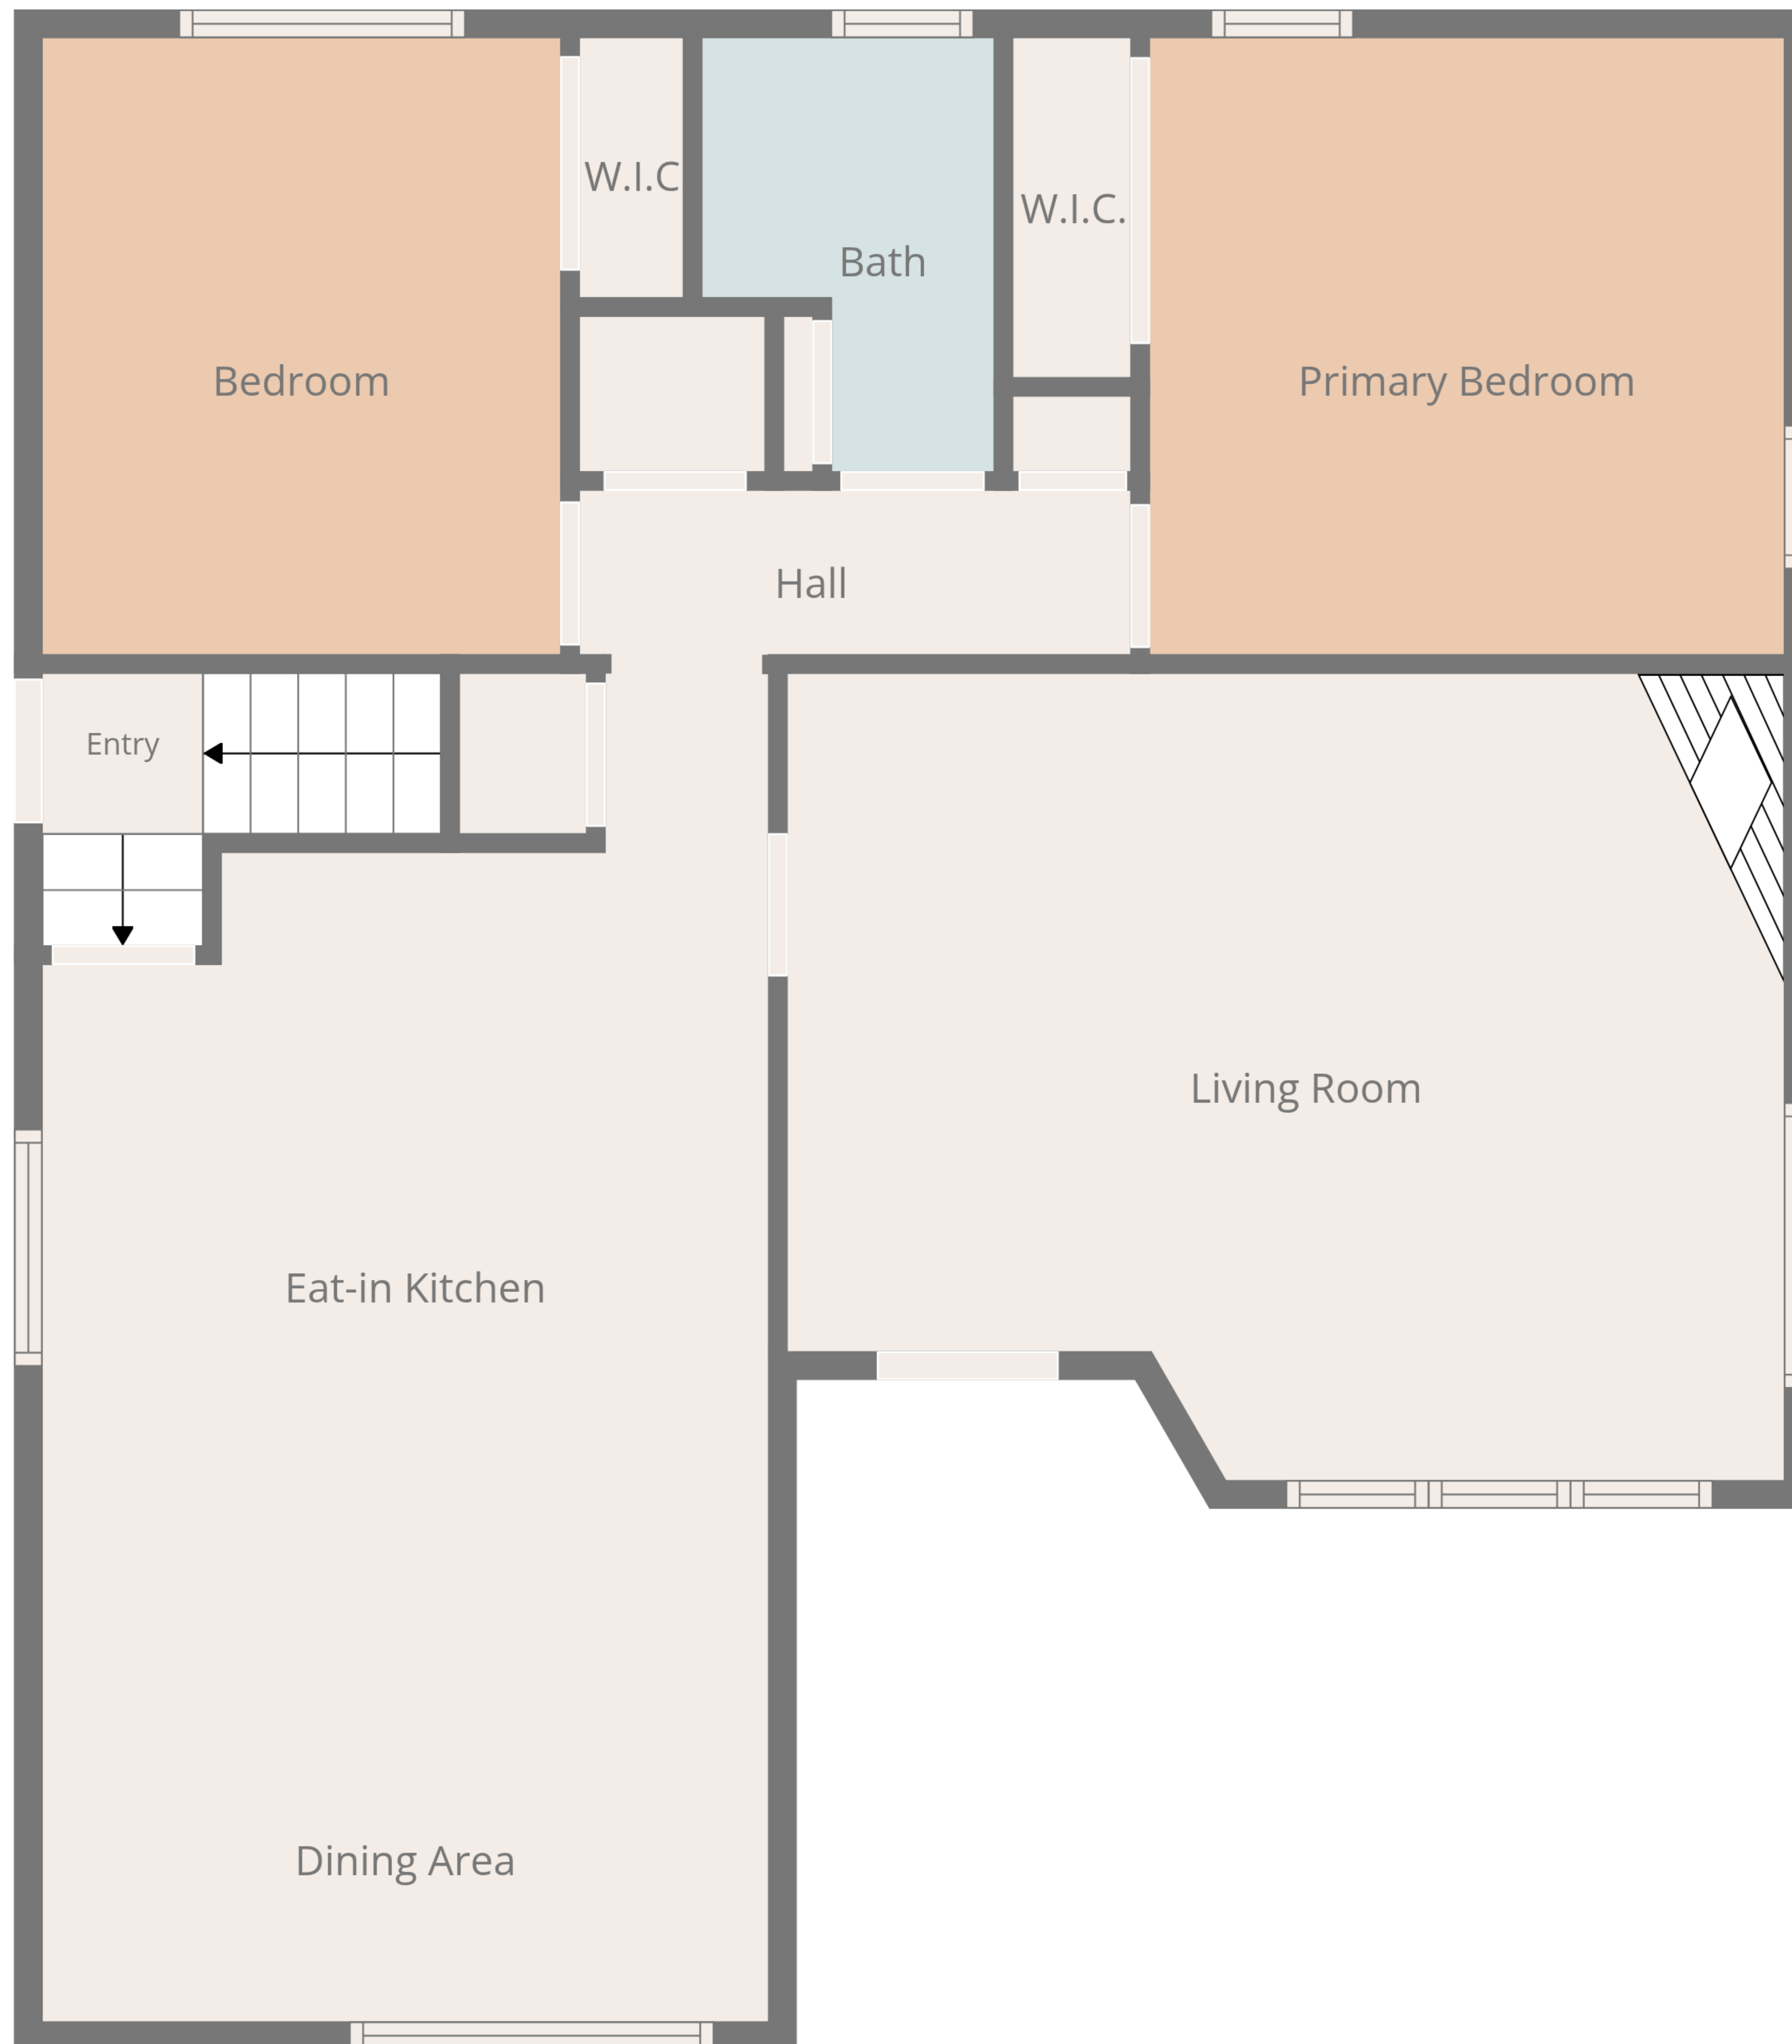 W.I.C
W.I.C.
Bath
Bedroom
Primary Bedroom
Hall
Entry
Living Room
Eat-in Kitchen
Dining Area